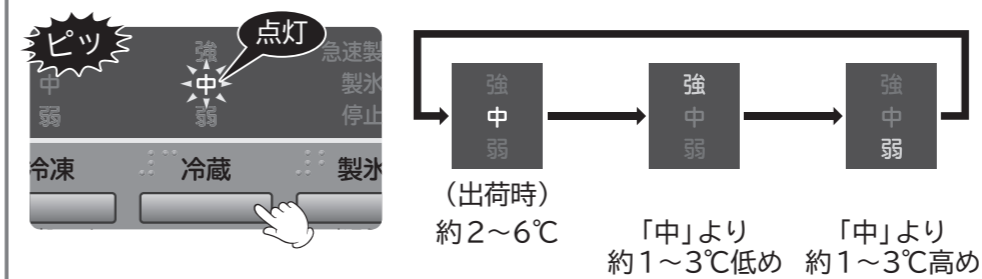 ピッ
点灯
強 急速製
中 中 製氷
弱 弱 停止
冷凍 冷蔵 製氷
強 強 強
中 中 中
弱 弱 弱
(出荷時)
約2~6℃
「中」より
約1~3℃低め
「中」より
約1~3℃高め